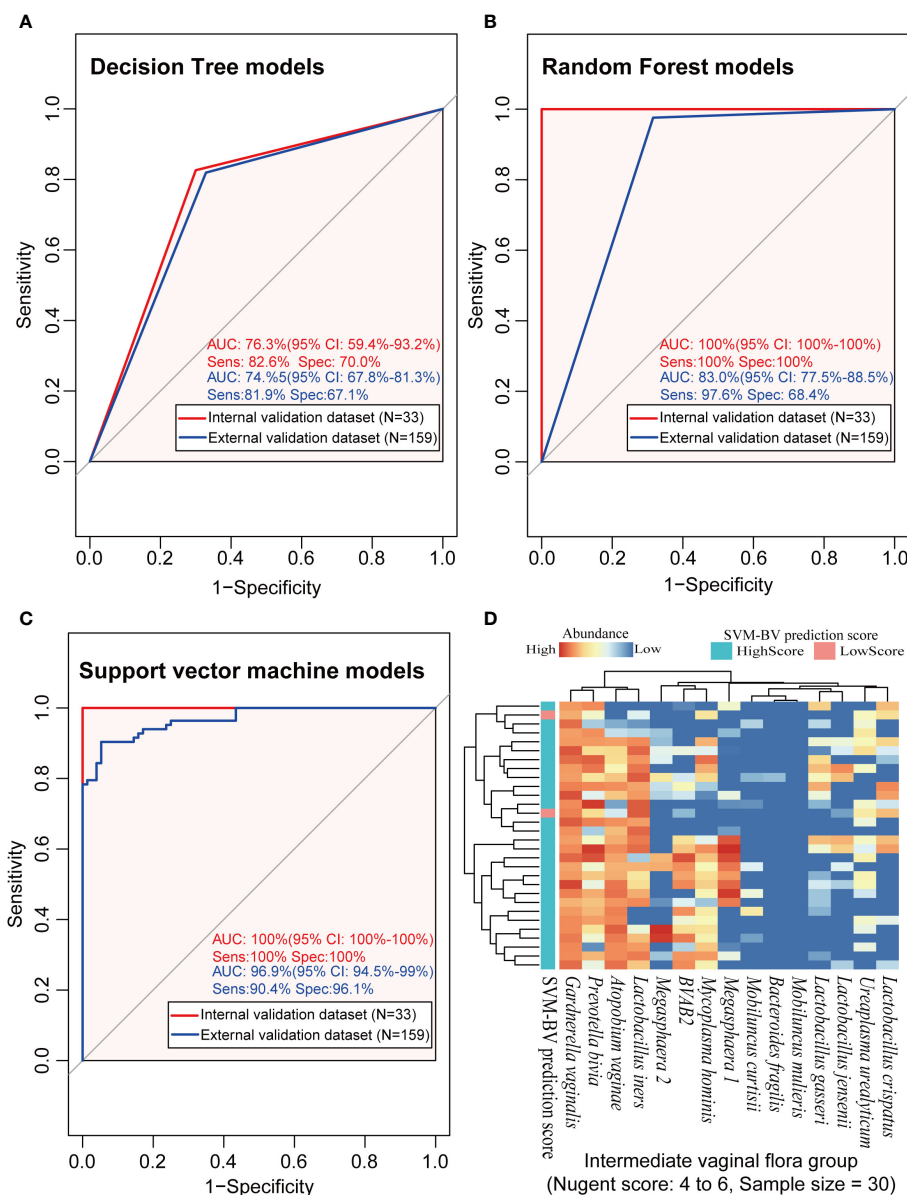 A
Decision Tree models
1.0
0.8
0.6
0.4
0.2
0.0
Sensitivity
AUC: 76.3%(95% CI: 59.4%-93.2%)
Sens: 82.6% Spec: 70.0%
AUC: 74.%5(95% CI: 67.8%-81.3%)
Sens:81.9% Spec:67.1%
Internal validation dataset (N=33)
External validation dataset (N=159)
0.0 0.2 0.4 0.6 0.8 1.0
1−Specificity
B
Random Forest models
1.0
0.8
0.6
0.4
0.2
0.0
Sensitivity
AUC: 100%(95% CI: 100%-100%)
Sens:100% Spec:100%
AUC: 83.0%(95% CI: 77.5%-88.5%)
Sens: 97.6% Spec: 68.4%
Internal validation dataset (N=33)
External validation dataset (N=159)
0.0 0.2 0.4 0.6 0.8 1.0
1−Specificity
C
Support vector machine models
1.0
0.8
0.6
0.4
0.2
0.0
Sensitivity
AUC: 100%(95% CI: 100%-100%)
Sens:100% Spec:100%
AUC: 96.9%(95% CI: 94.5%-99%)
Sens:90.4% Spec:96.1%
Internal validation dataset (N=33)
External validation dataset (N=159)
0.0 0.2 0.4 0.6 0.8 1.0
1−Specificity
D
Abundance
High Low
SVM-BV prediction score
HighScore LowScore
SVM-BV prediction score
Gardnerella vaginalis
Prevotella bivia
Atopobium vaginae
Lactobacillus iners
Megasphaera 2
BVAB2
Mycoplasma hominis
Megasphaera 1
Mobiluncus curtisii
Bacteroides fragilis
Mobiluncus mulieris
Lactobacillus gasseri
Lactobacillus jensenii
Ureaplasma urealyticum
Lactobacillus crispatus
Intermediate vaginal flora group
(Nugent score: 4 to 6, Sample size = 30)